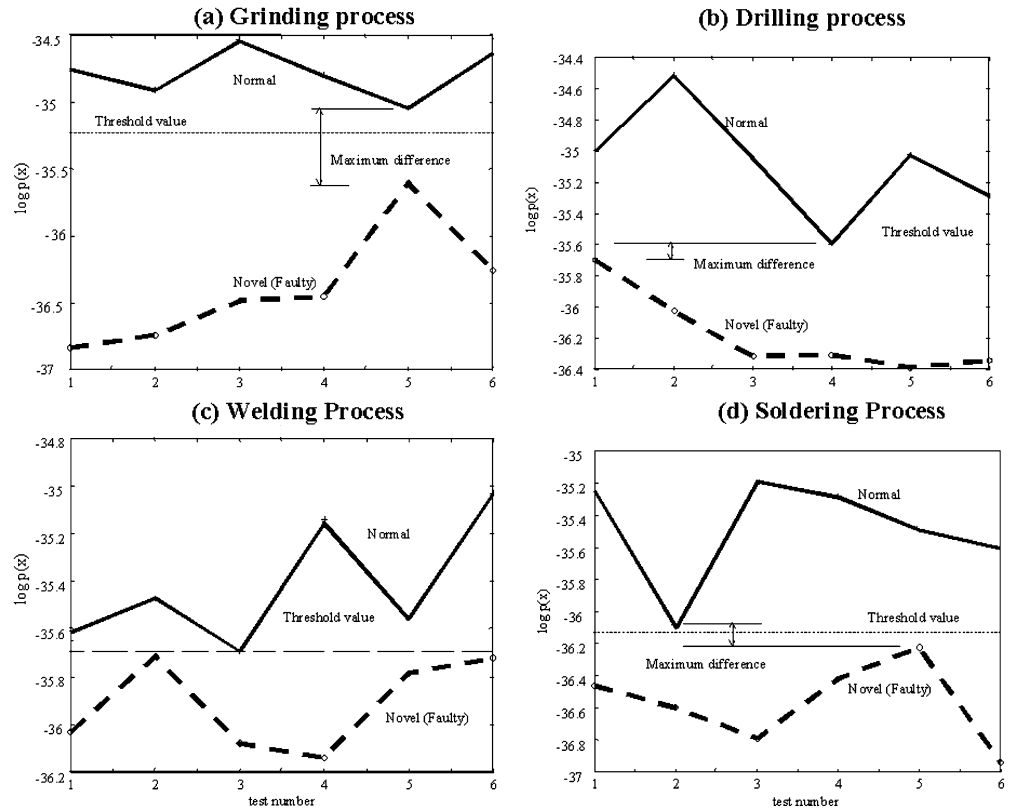 (a) Grinding process
-34.5
-35
-35.5
-36
-36.5
-37
log p(x)
Normal
Threshold value
Maximum difference
Novel (Faulty)
1 2 3 4 5 6
(b) Drilling process
-34.4
-34.6
-34.8
-35
-35.2
-35.4
-35.6
-35.8
-36
-36.2
-36.4
log p(x)
Normal
Threshold value
Maximum difference
Novel (Faulty)
1 2 3 4 5 6
(c) Welding Process
-34.8
-35
-35.2
-35.4
-35.6
-35.8
-36
-36.2
log p(x)
Normal
Threshold value
Novel (Faulty)
1 2 3 4 5 6
test number
(d) Soldering Process
-35
-35.2
-35.4
-35.6
-35.8
-36
-36.2
-36.4
-36.6
-36.8
-37
log p(x)
Normal
Threshold value
Maximum difference
Novel (Faulty)
1 2 3 4 5 6
test number